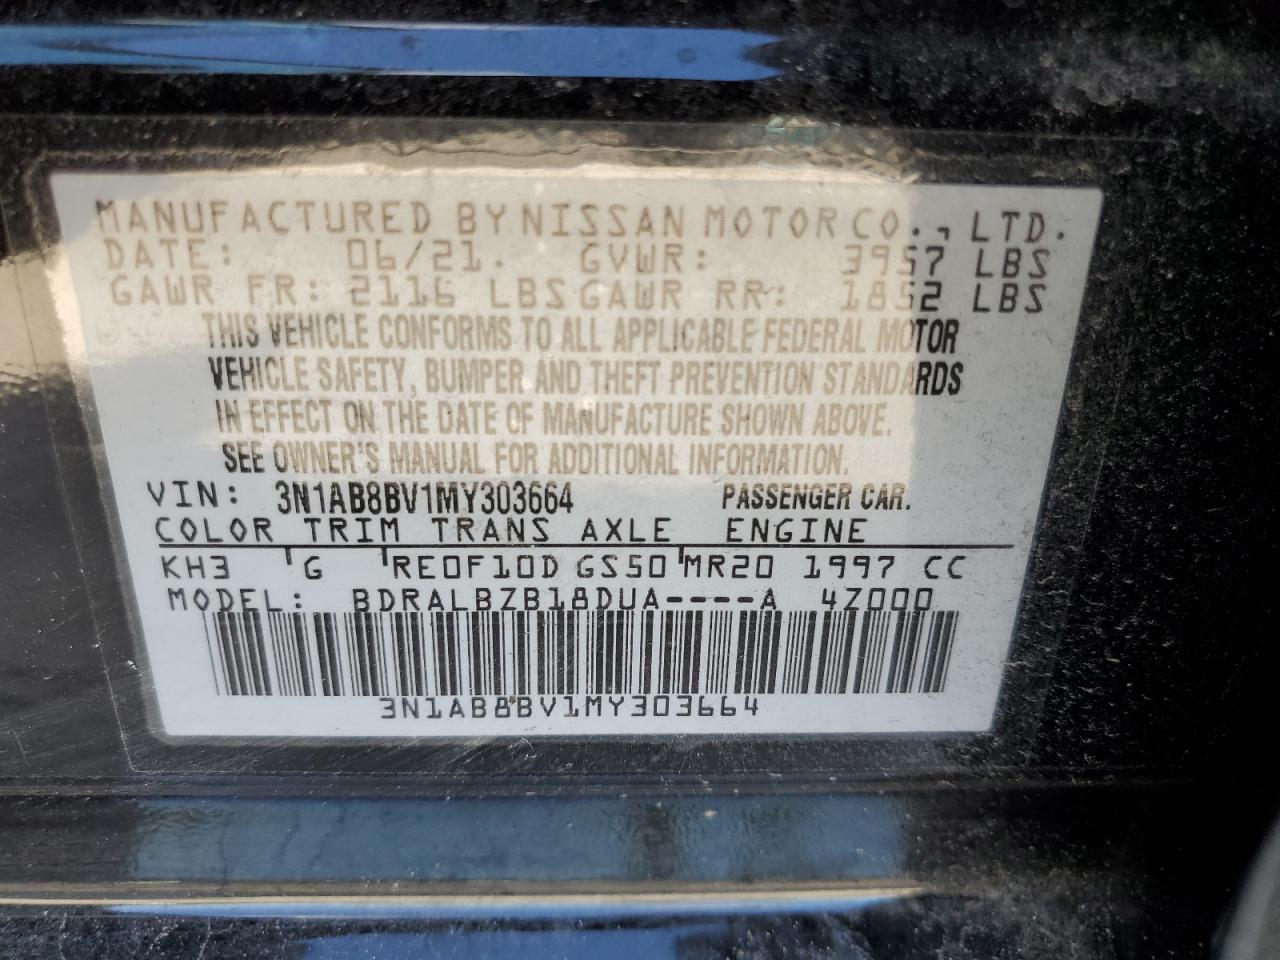 MANUFACTURED BY NISSAN MOTOR CO., LTD.
DATE: 06/21. GVWR: 3957 LBS
GAWR FR: 2116 LBS GAWR RR: 1852 LBS
THIS VEHICLE CONFORMS TO ALL APPLICABLE FEDERAL MOTOR
VEHICLE SAFETY, BUMPER AND THEFT PREVENTION STANDARDS
IN EFFECT ON THE DATE OF MANUFACTURE SHOWN ABOVE.
SEE OWNER'S MANUAL FOR ADDITIONAL INFORMATION.
VIN: 3N1AB8BV1MY303664 PASSENGER CAR.
COLOR TRIM TRANS AXLE ENGINE
KH3 G RE0F10D GS50 MR20 1997 CC
MODEL: BDRALBZB18DUA----A 4Z000
3N1AB8BV1MY303664